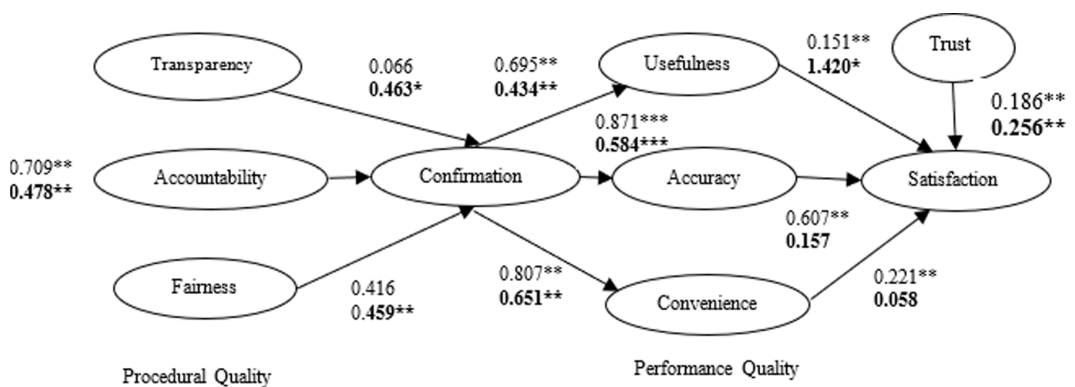 Transparency
0.066
0.463*
0.695**
0.434**
Usefulness
0.151**
1.420*
Trust
0.186**
0.256**
0.709**
0.478**
Accountability
Confirmation
0.871***
0.584***
Accuracy
0.607**
0.157
Satisfaction
Fairness
0.416
0.459**
0.807**
0.651**
Convenience
0.221**
0.058
Procedural Quality
Performance Quality